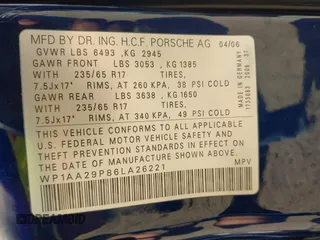 MFD BY DR. ING. H.C.F. PORSCHE AG 04/06
GVWR LBS 6493 ,KG 2945
GAWR FRONT LBS 3053 ,KG 1385
WITH 235/65 R17 TIRES,
7.5Jx17" RIMS, AT 260 KPA, 38 PSI COLD
GAWR REAR LBS 3638 ,KG 1650
WITH 235/65 R17 TIRES,
7.5Jx17" RIMS, AT 340 KPA, 49 PSI COLD
THIS VEHICLE CONFORMS TO ALL APPLICABLE
U.S. FEDERAL MOTOR VEHICLE SAFETY AND
THEFT PREVENTION STANDARDS IN EFFECT ON
THE DATE OF MANUFACTURE SHOWN ABOVE
WP1AA29P86LA26221 MPV
MADE IN GERMANY